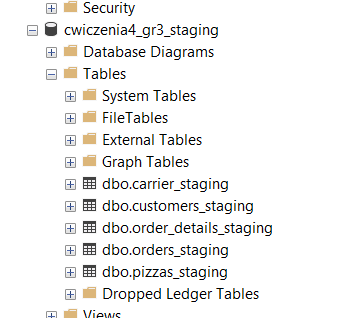 Security
cwiczenia4_gr3_staging
Database Diagrams
Tables
System Tables
FileTables
External Tables
Graph Tables
dbo.carrier_staging
dbo.customers_staging
dbo.order_details_staging
dbo.orders_staging
dbo.pizzas_staging
Dropped Ledger Tables
Views